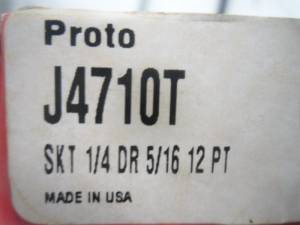 Proto
J4710T
SKT 1/4 DR 5/16 12 PT
MADE IN USA